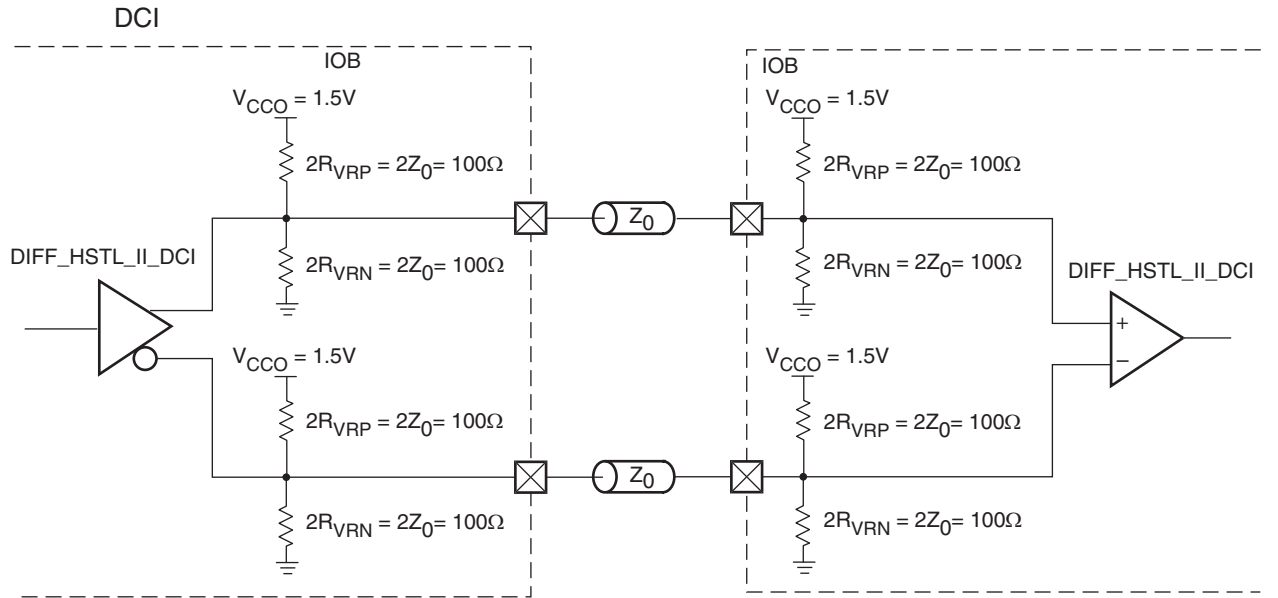 DCI
IOB
IOB
VCCO = 1.5V
VCCO = 1.5V
2RVRP = 2Z0= 100Ω
2RVRP = 2Z0= 100Ω
Z0
DIFF_HSTL_II_DCI
2RVRN = 2Z0= 100Ω
2RVRN = 2Z0= 100Ω
DIFF_HSTL_II_DCI
+
VCCO = 1.5V
VCCO = 1.5V
−
2RVRP = 2Z0= 100Ω
2RVRP = 2Z0= 100Ω
Z0
2RVRN = 2Z0= 100Ω
2RVRN = 2Z0= 100Ω